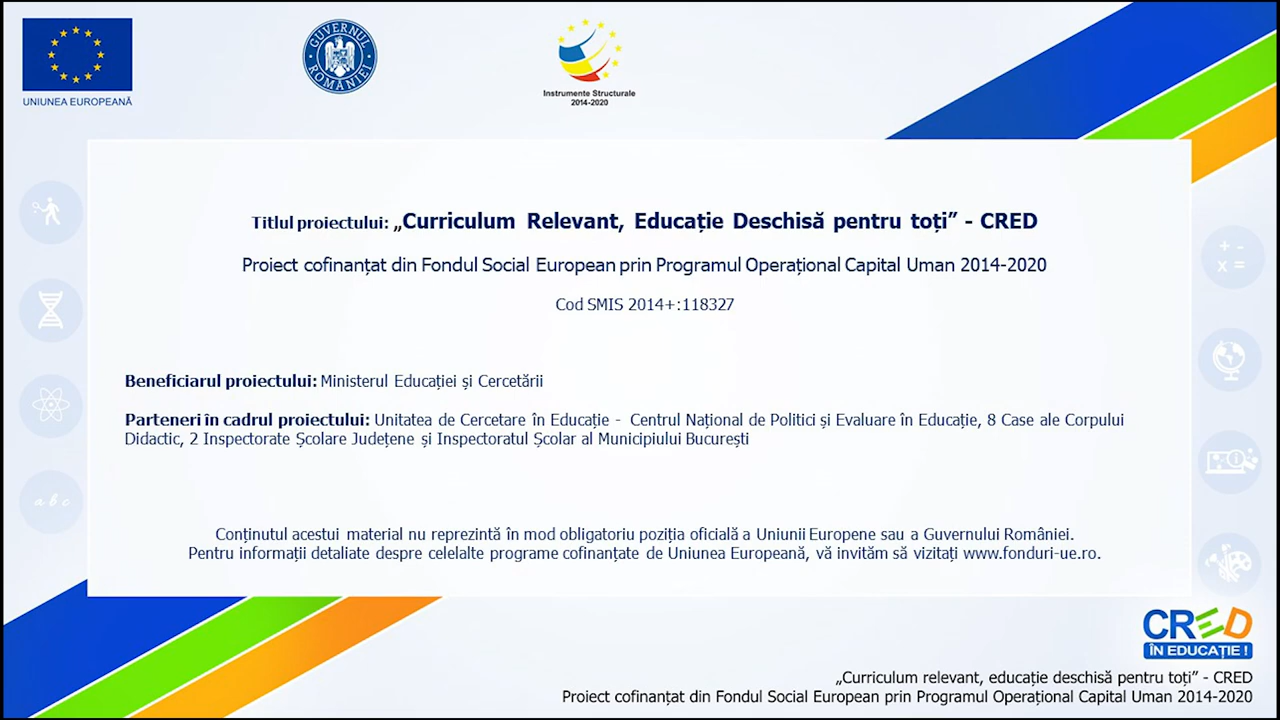 UNIUNEA EUROPEANĂ
GUVERNUL ROMÂNIEI
Instrumente Structurale
2014-2020
Titlul proiectului: „Curriculum Relevant, Educație Deschisă pentru toți” - CRED
Proiect cofinanțat din Fondul Social European prin Programul Operațional Capital Uman 2014-2020
Cod SMIS 2014+:118327
Beneficiarul proiectului: Ministerul Educației și Cercetării
Parteneri în cadrul proiectului: Unitatea de Cercetare în Educație - Centrul Național de Politici și Evaluare în Educație, 8 Case ale Corpului
Didactic, 2 Inspectorate Școlare Județene și Inspectoratul Școlar al Municipiului București
a b c
Conținutul acestui material nu reprezintă în mod obligatoriu poziția oficială a Uniunii Europene sau a Guvernului României.
Pentru informații detaliate despre celelalte programe cofinanțate de Uniunea Europeană, vă invităm să vizitați www.fonduri-ue.ro.
CRED
ÎN EDUCAȚIE !
„Curriculum relevant, educație deschisă pentru toți” - CRED
Proiect cofinanțat din Fondul Social European prin Programul Operațional Capital Uman 2014-2020